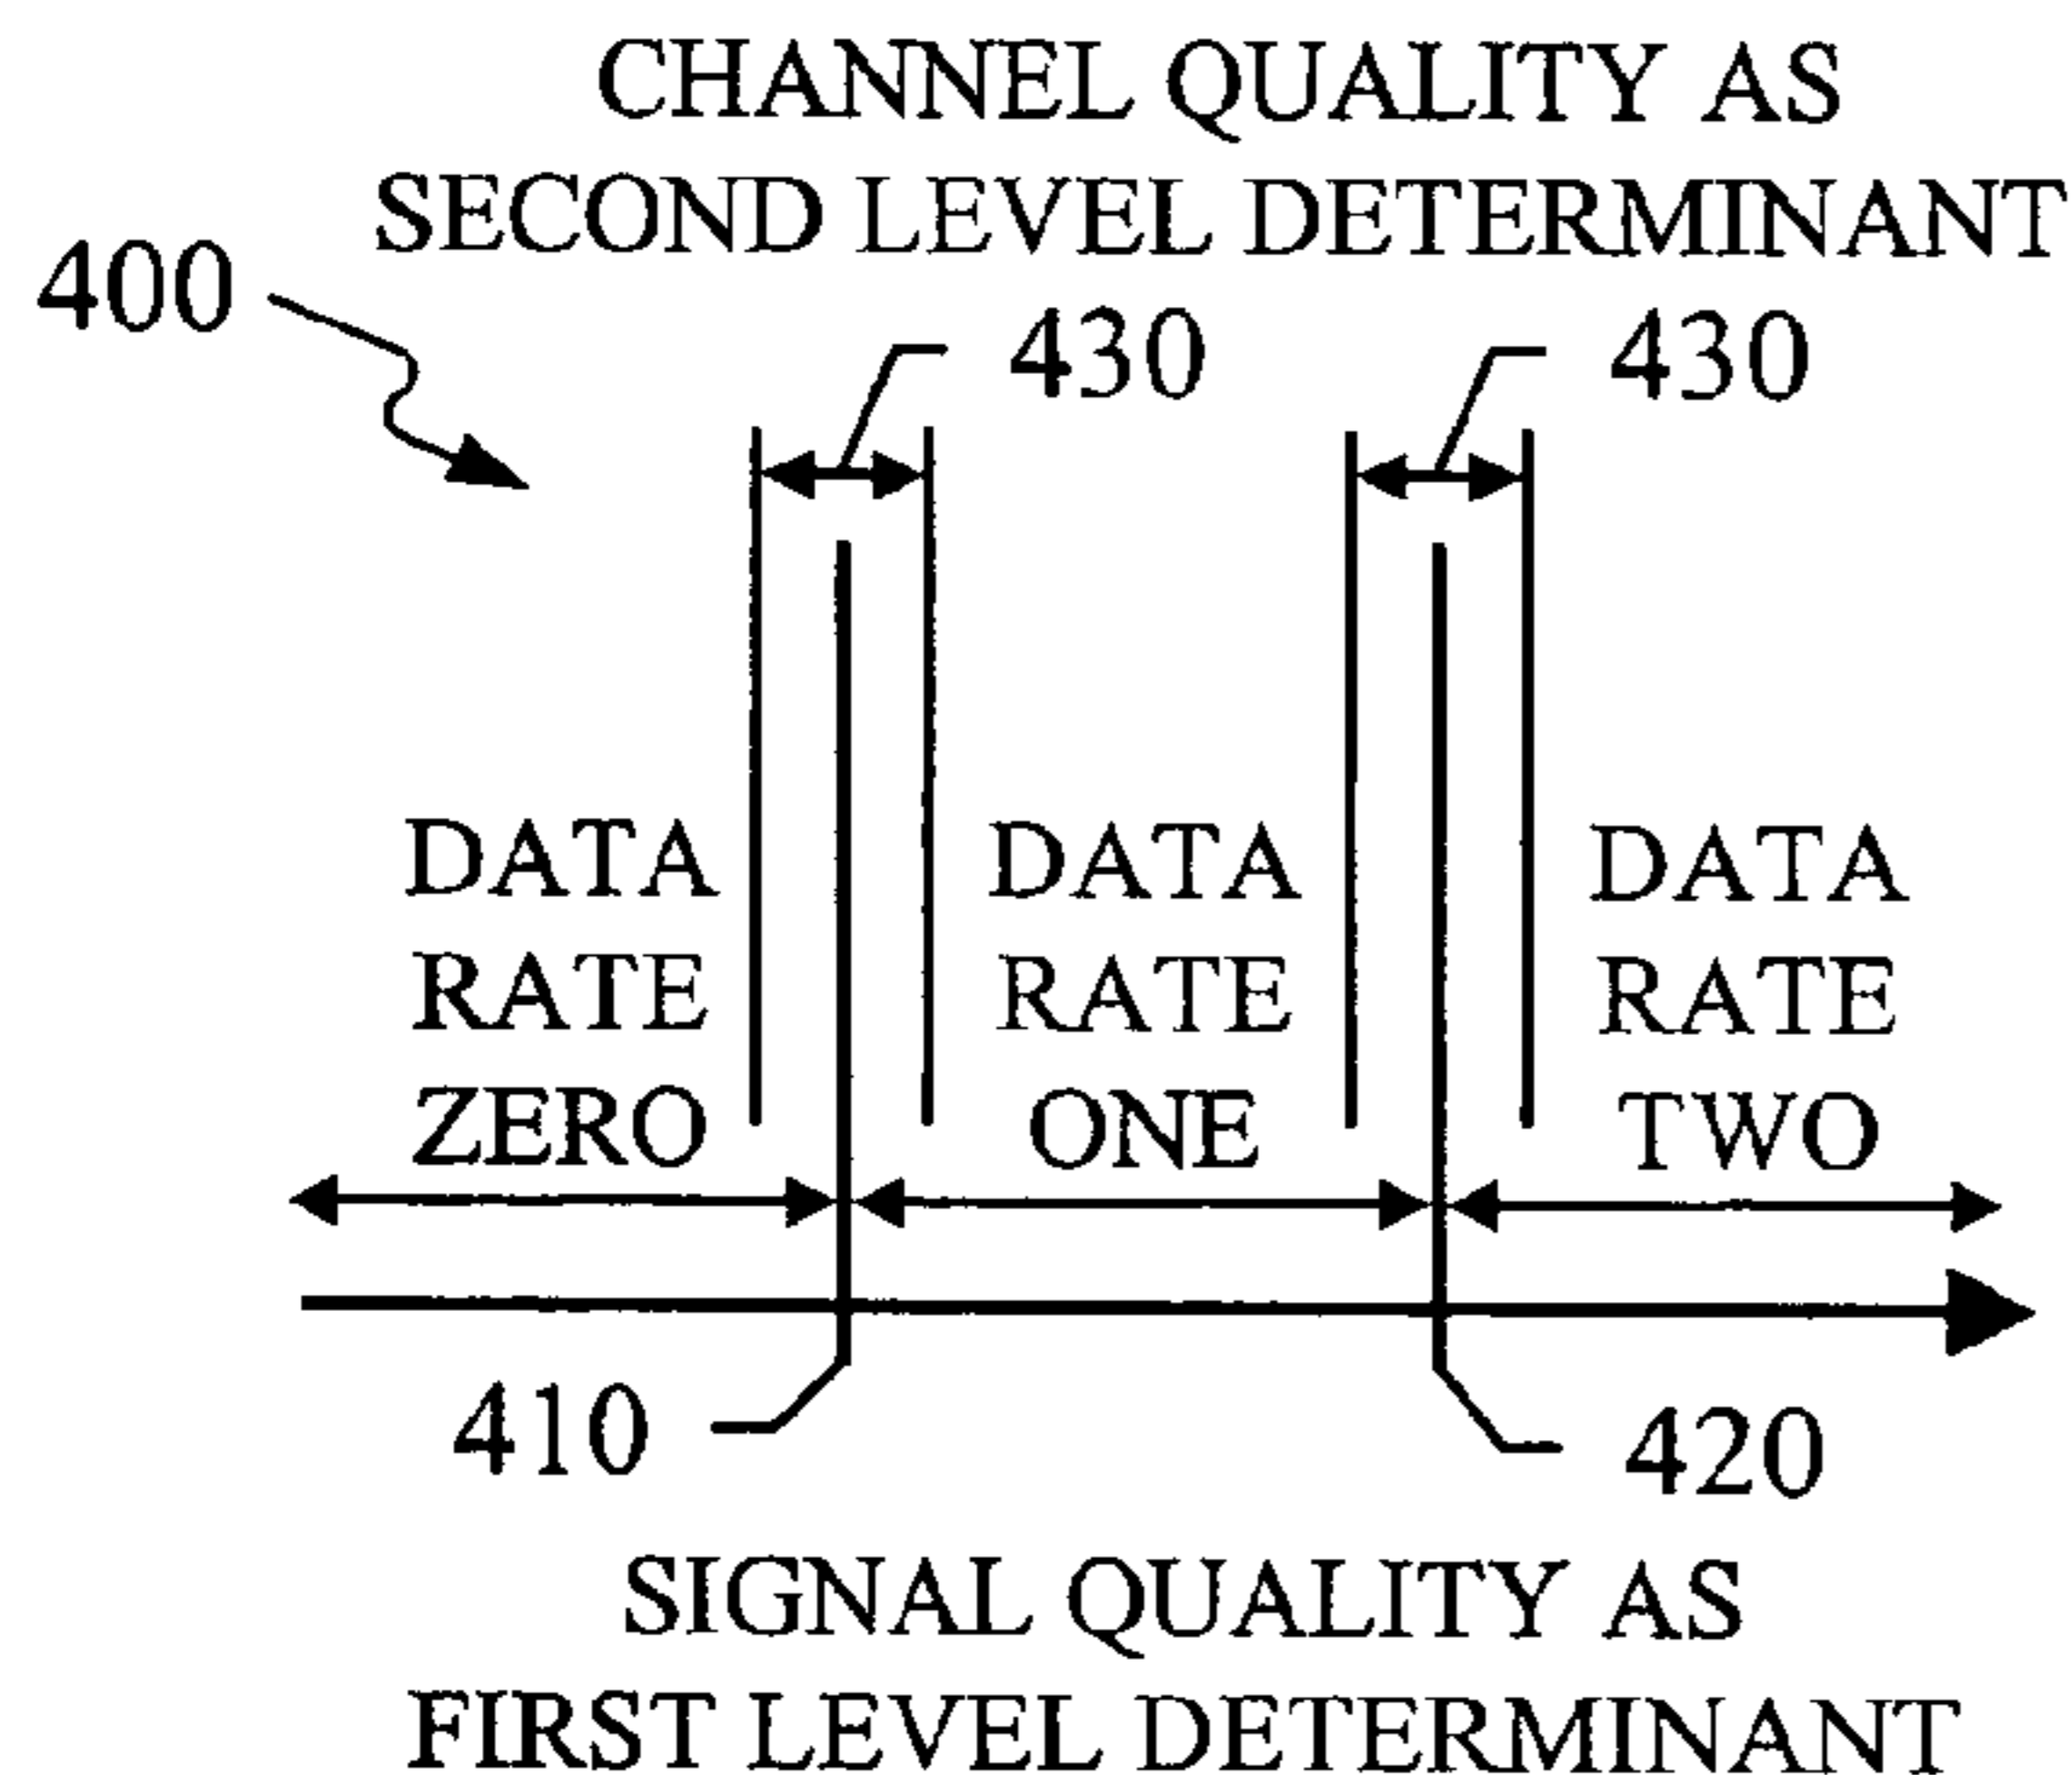 CHANNEL QUALITY AS
SECOND LEVEL DETERMINANT
400
430
430
DATA
RATE
ZERO
DATA
RATE
ONE
DATA
RATE
TWO
410
420
SIGNAL QUALITY AS
FIRST LEVEL DETERMINANT